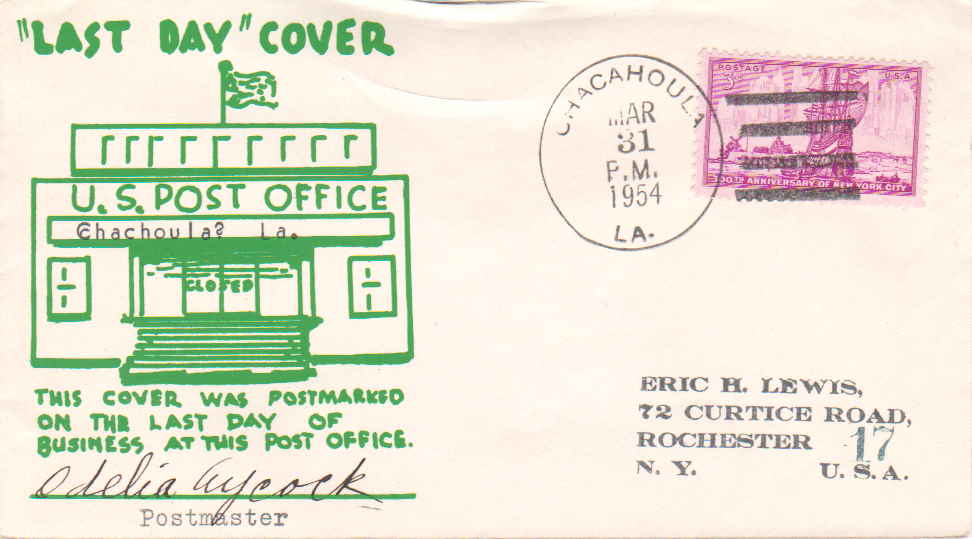 "LAST DAY" COVER
U.S. POST OFFICE
Chachoula? La.
CLOSED
THIS COVER WAS POSTMARKED
ON THE LAST DAY OF
BUSINESS AT THIS POST OFFICE.
Odelia Aycock
Postmaster
CHACAHOULA
MAR
31
P.M.
1954
LA.
POSTAGE
3¢
U.S.A.
300TH ANNIVERSARY OF NEW YORK CITY
ERIC H. LEWIS,
72 CURTICE ROAD,
ROCHESTER 17
N. Y. U. S. A.